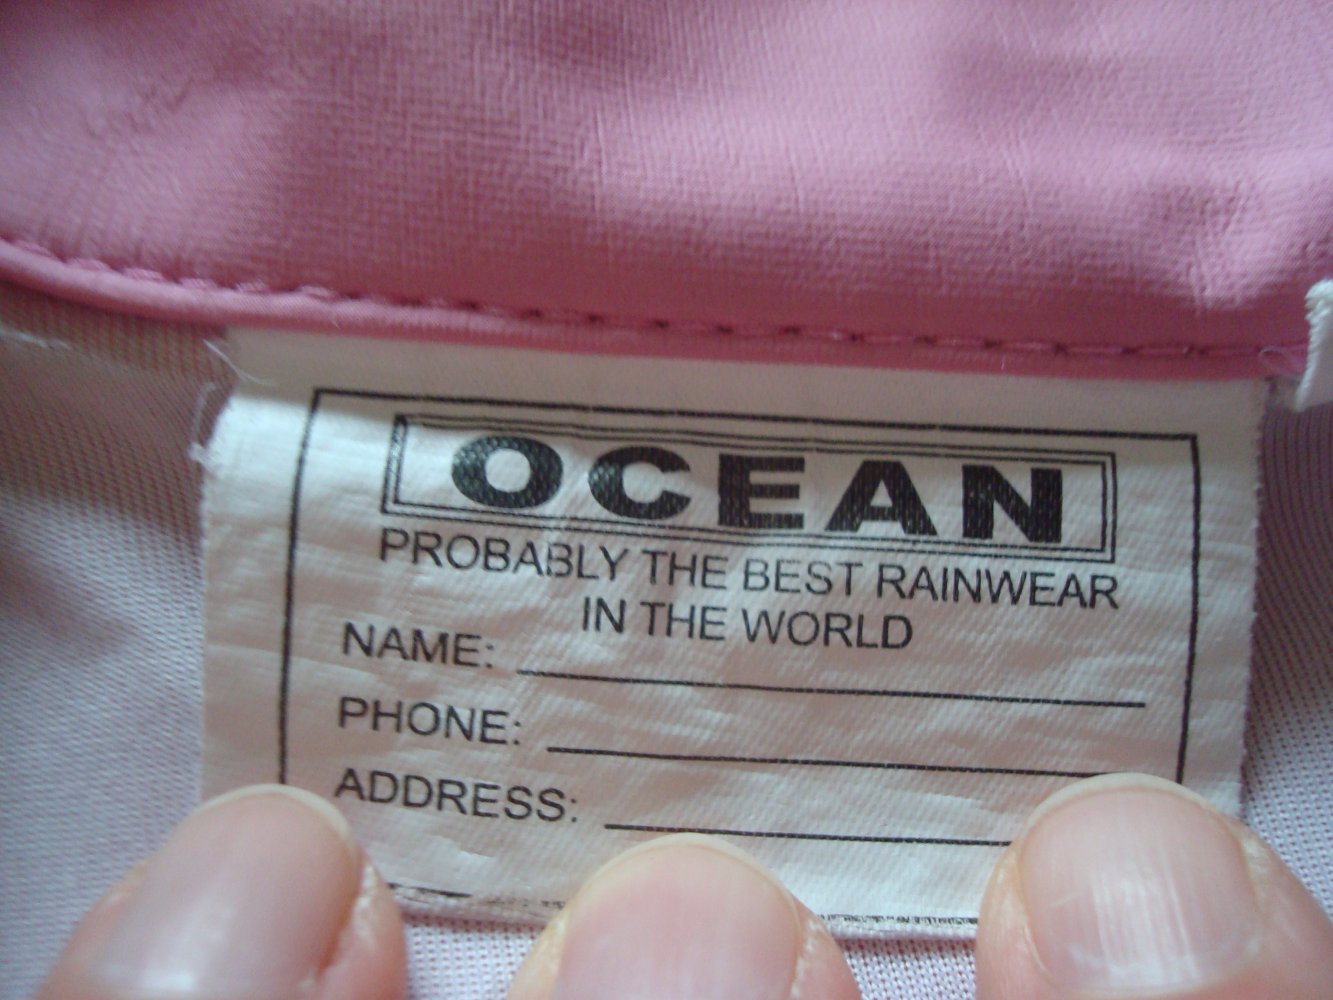 OCEAN
PROBABLY THE BEST RAINWEAR
IN THE WORLD
NAME:
PHONE:
ADDRESS: